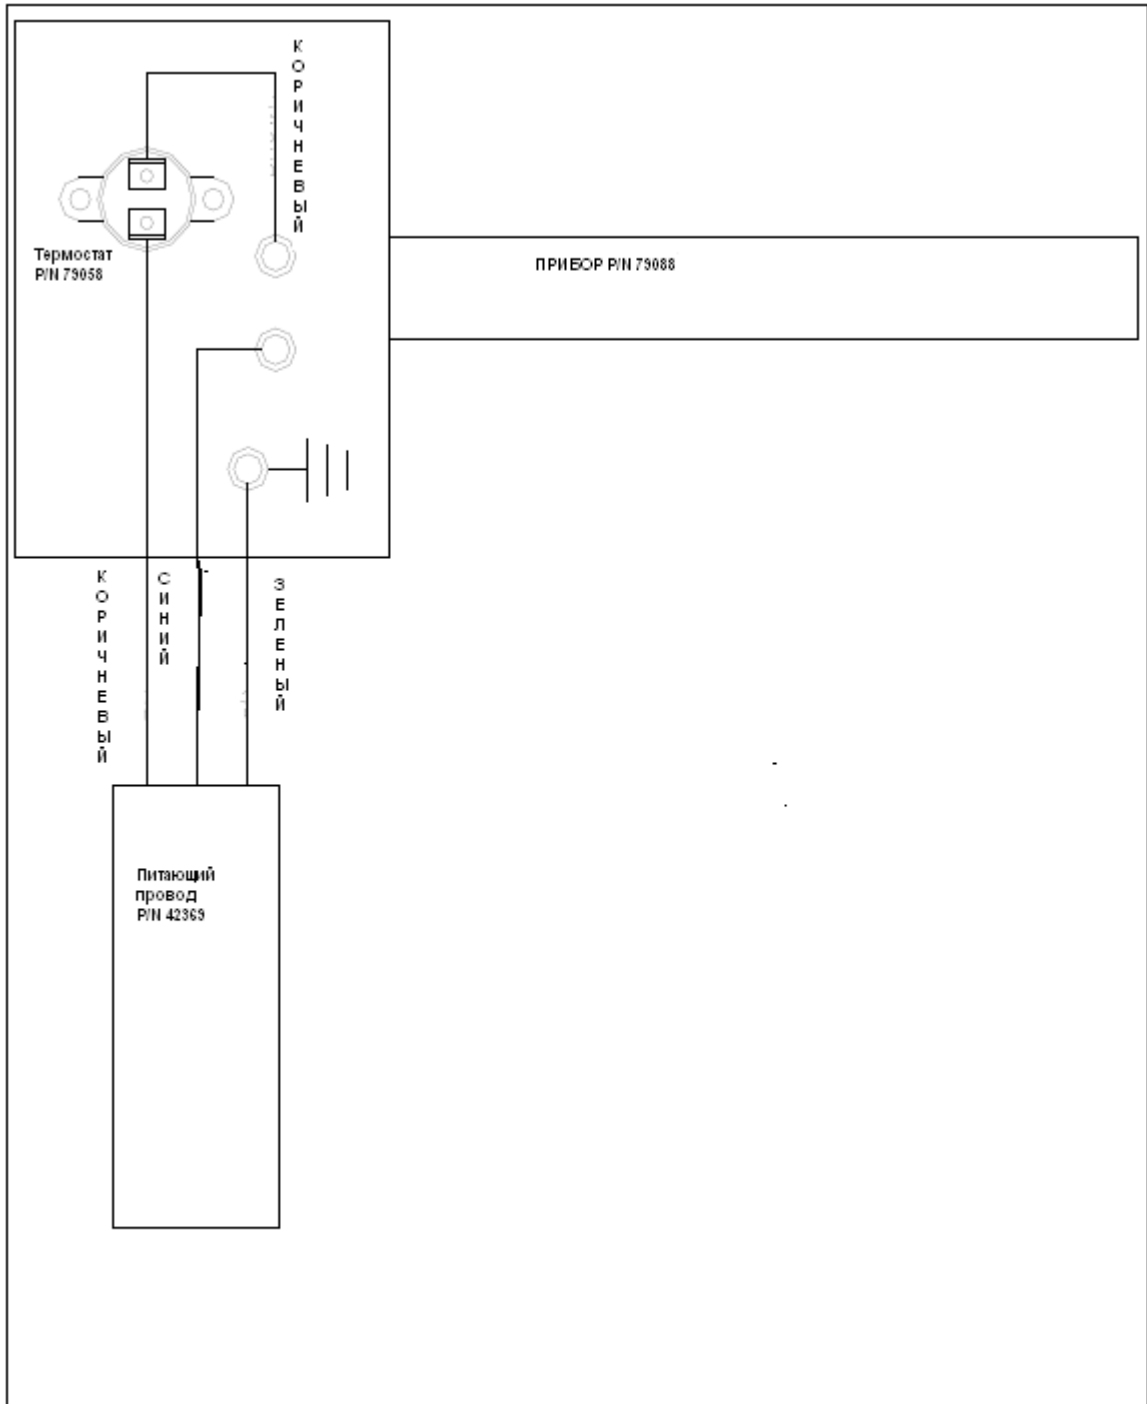 КОРИЧНЕВЫЙ
Термостат
P/N 79058
ПРИБОР P/N 79088
КОРИЧНЕВЫЙ
СИНИЙ
ЗЕЛЕНЫЙ
Питающий
провод
P/N 42369